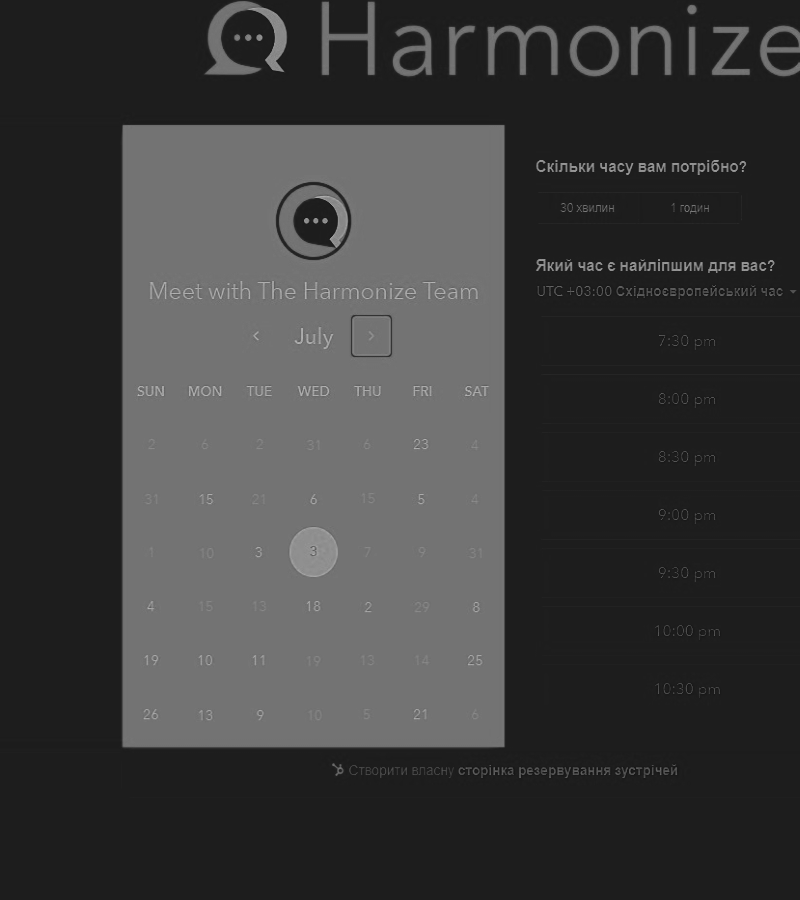 Harmonize
Meet with The Harmonize Team
July
SUN MON TUE WED THU FRI SAT
2 6 2 31 6 23 4
31 15 21 6 15 5 4
1 10 3 3 7 9 31
4 15 13 18 2 29 8
19 10 11 19 13 14 25
26 13 9 10 5 21 6
Скільки часу вам потрібно?
30 хвилин 1 годин
Який час є найліпшим для вас?
UTC +03:00 Східноєвропейський час
7:30 pm
8:00 pm
8:30 pm
9:00 pm
9:30 pm
10:00 pm
10:30 pm
Створити власну сторінка резервування зустрічей